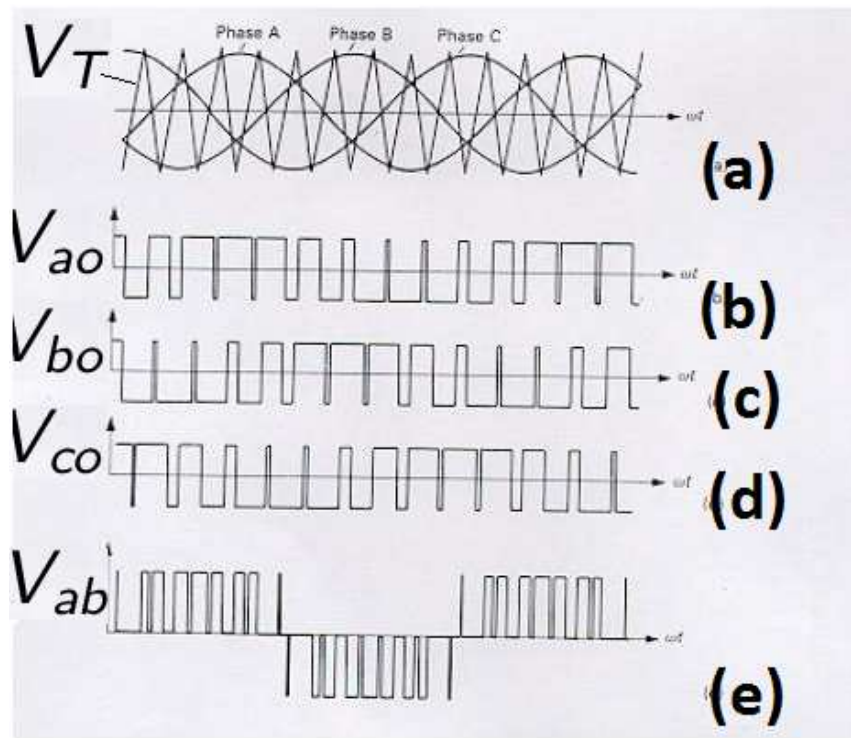 Phase A Phase B Phase C
V_T
ωt
(a)
V_ao
ωt
(b)
V_bo
ωt
(c)
V_co
ωt
(d)
V_ab
ωt
(e)